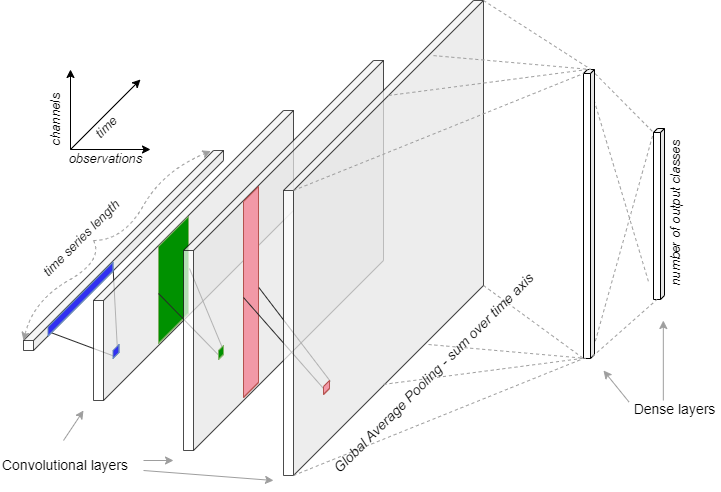 channels
time
observations
time series length
number of output classes
Global Average Pooling - sum over time axis
Dense layers
Convolutional layers